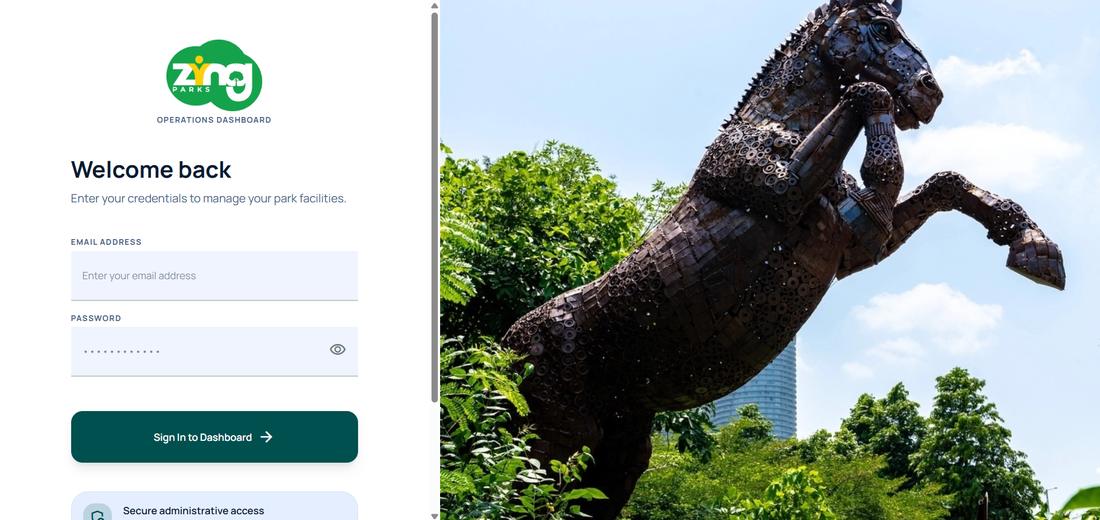 zing
PARKS
OPERATIONS DASHBOARD
Welcome back
Enter your credentials to manage your park facilities.
EMAIL ADDRESS
Enter your email address
PASSWORD
Sign In to Dashboard
Secure administrative access